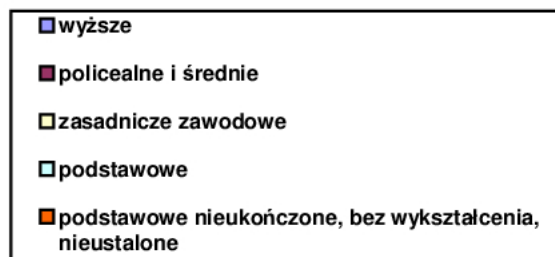 wyższe
policealne i średnie
zasadnicze zawodowe
podstawowe
podstawowe nieukończone, bez wykształcenia,
nieustalone